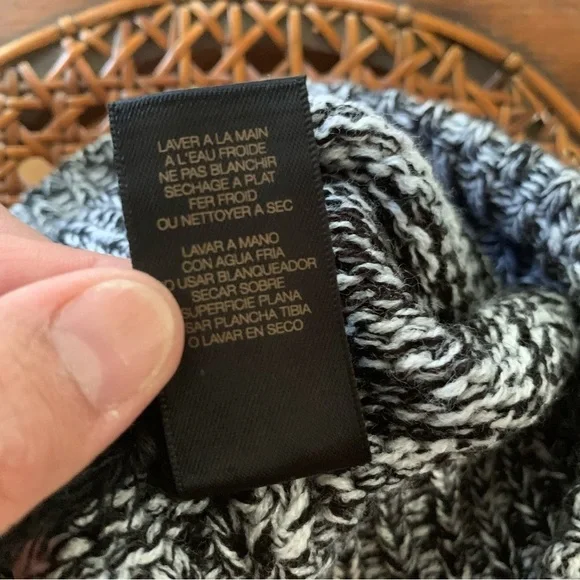 LAVER A LA MAIN
À L'EAU FROIDE
NE PAS BLANCHIR
SECHAGE A PLAT
FER FROID
OU NETTOYER À SEC
LAVAR A MANO
CON AGUA FRIA
O USAR BLANQUEADOR
SECAR SOBRE
SUPERFICIE PLANA
SAR PLANCHA TIBIA
O LAVAR EN SECO